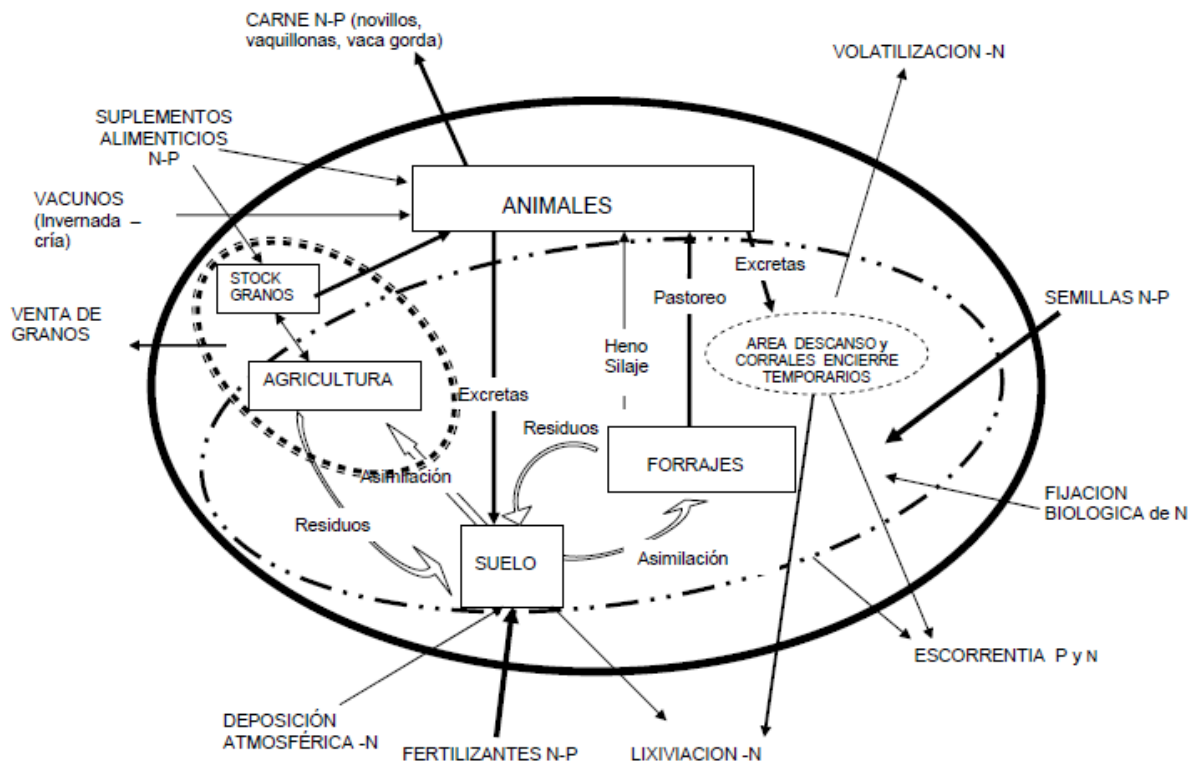 CARNE N-P (novillos,
vaquillonas, vaca gorda)
VOLATILIZACION -N
SUPLEMENTOS
ALIMENTICIOS
N-P
VACUNOS
(Invernada –
cría)
ANIMALES
STOCK
GRANOS
Excretas
Pastoreo
SEMILLAS N-P
VENTA DE
GRANOS
Heno
Silaje
AREA DESCANSO y
CORRALES ENCIERRE
TEMPORARIOS
AGRICULTURA
Excretas
Residuos
FORRAJES
Asimilación
FIJACION
BIOLOGICA de N
Residuos
SUELO
Asimilación
ESCORRENTIA P y N
DEPOSICIÓN
ATMOSFÉRICA -N
FERTILIZANTES N-P
LIXIVIACION -N